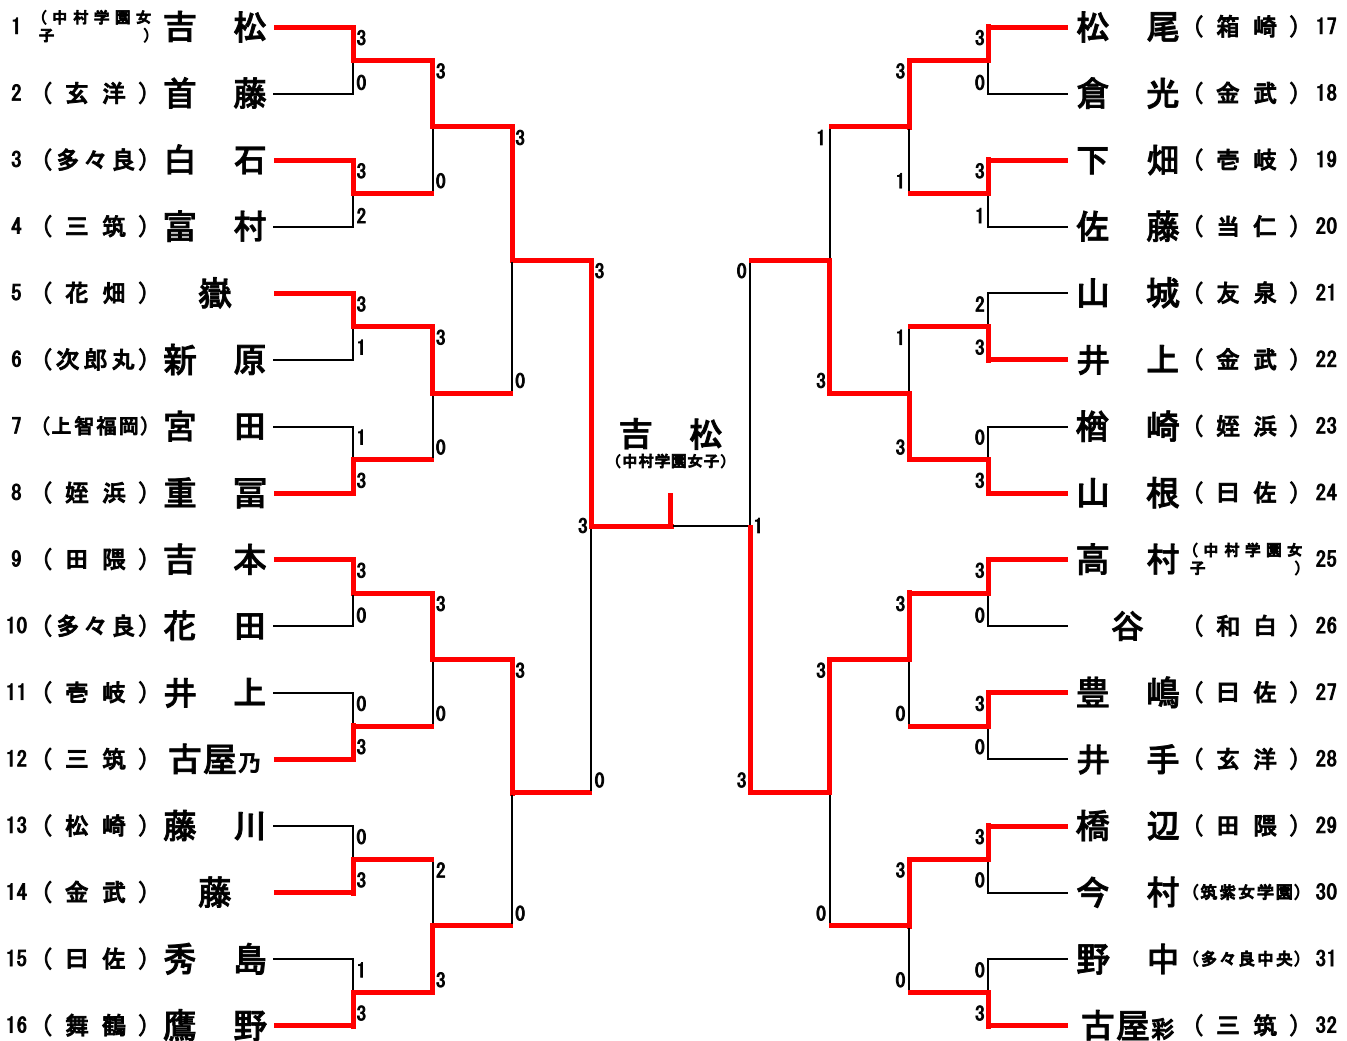 1 (中村学園女子) 吉 松
2 (玄 洋) 首 藤
3 (多々良) 白 石
4 (三 筑) 富 村
5 (花 畑) 嶽
6 (次郎丸) 新 原
7 (上智福岡) 宮 田
8 (姪 浜) 重 冨
9 (田 隈) 吉 本
10 (多々良) 花 田
11 (壱 岐) 井 上
12 (三 筑) 古屋乃
13 (松 崎) 藤 川
14 (金 武) 藤
15 (日 佐) 秀 島
16 (舞 鶴) 鷹 野
3
0
3
2
3
1
1
3
3
0
0
3
0
3
1
3
3
0
3
0
3
0
2
3
3
0
3
0
3
0
3
吉 松
(中村学園女子)
1
0
3
1
3
3
0
3
1
1
3
3
0
3
0
3
0
3
1
2
3
0
3
3
0
3
0
3
0
0
3
松 尾 (箱 崎) 17
倉 光 (金 武) 18
下 畑 (壱 岐) 19
佐 藤 (当 仁) 20
山 城 (友 泉) 21
井 上 (金 武) 22
楢 崎 (姪 浜) 23
山 根 (日 佐) 24
高 村 (中村学園女子) 25
谷 (和 白) 26
豊 嶋 (日 佐) 27
井 手 (玄 洋) 28
橋 辺 (田 隈) 29
今 村 (筑紫女学園) 30
野 中 (多々良中央) 31
古屋彩 (三 筑) 32